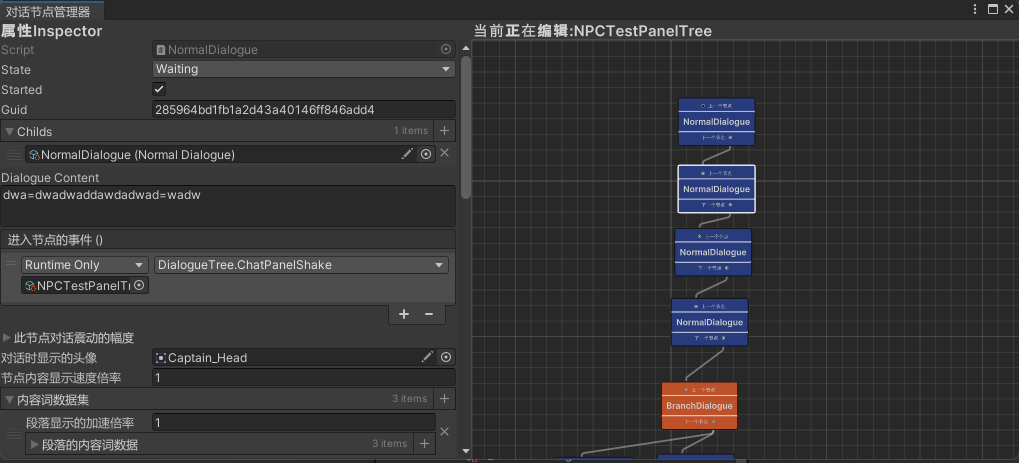 对话节点管理器
属性Inspector
Script NormalDialogue
State Waiting
Started
Guid 285964bd1fb1a2d43a40146ff846add4
Childs 1 items
NormalDialogue (Normal Dialogue)
Dialogue Content
dwa=dwadwaddawdadwad=wadw
进入节点的事件 ()
Runtime Only DialogueTree.ChatPanelShake
NPCTestPanelTr
此节点对话震动的幅度
对话时显示的头像 Captain_Head
节点内容显示速度倍率 1
内容词数据集 3 items
段落显示的加速倍率 1
段落的内容词数据 3 items
当前正在编辑:NPCTestPanelTree
上一个节点
NormalDialogue
下一个节点
上一个节点
NormalDialogue
下一个节点
上一个节点
NormalDialogue
下一个节点
上一个节点
NormalDialogue
下一个节点
上一个节点
BranchDialogue
下一个节点